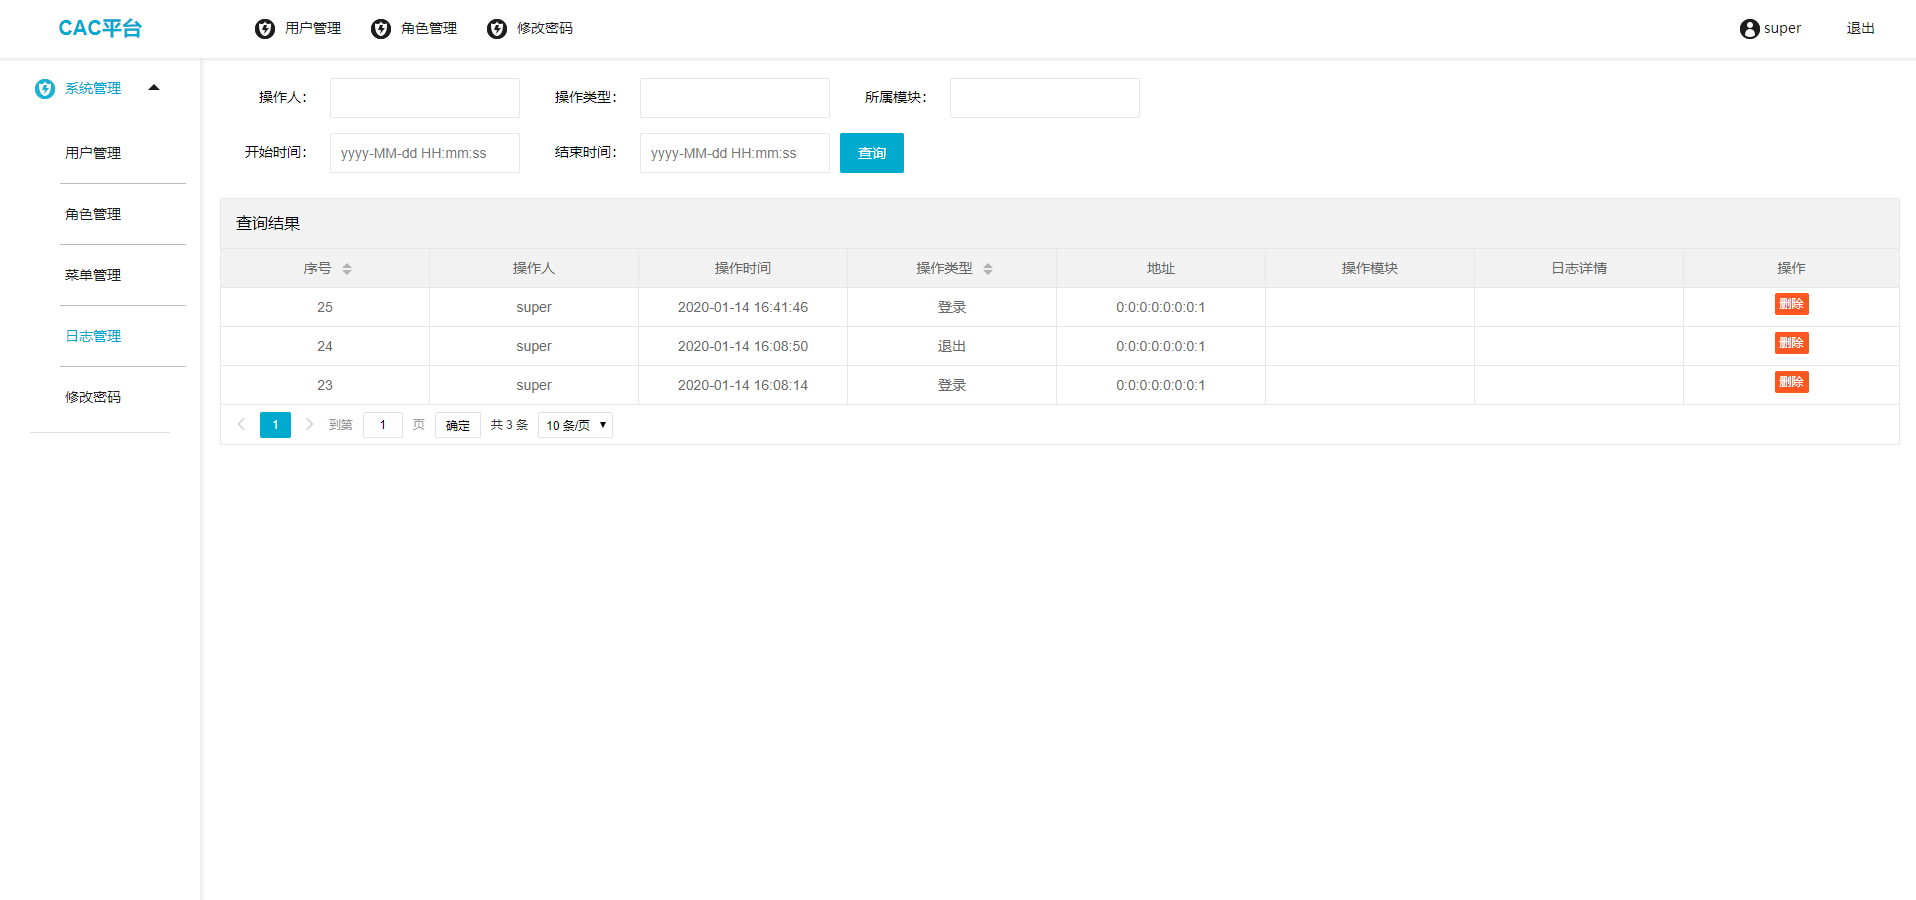 CAC平台 用户管理 角色管理 修改密码 super 退出
系统管理
用户管理
角色管理
菜单管理
日志管理
修改密码
操作人： 操作类型： 所属模块：
开始时间： yyyy-MM-dd HH:mm:ss 结束时间： yyyy-MM-dd HH:mm:ss 查询
查询结果
序号 操作人 操作时间 操作类型 地址 操作模块 日志详情 操作
25 super 2020-01-14 16:41:46 登录 0:0:0:0:0:0:0:1 删除
24 super 2020-01-14 16:08:50 退出 0:0:0:0:0:0:0:1 删除
23 super 2020-01-14 16:08:14 登录 0:0:0:0:0:0:0:1 删除
1 到第 1 页 确定 共 3 条 10 条/页